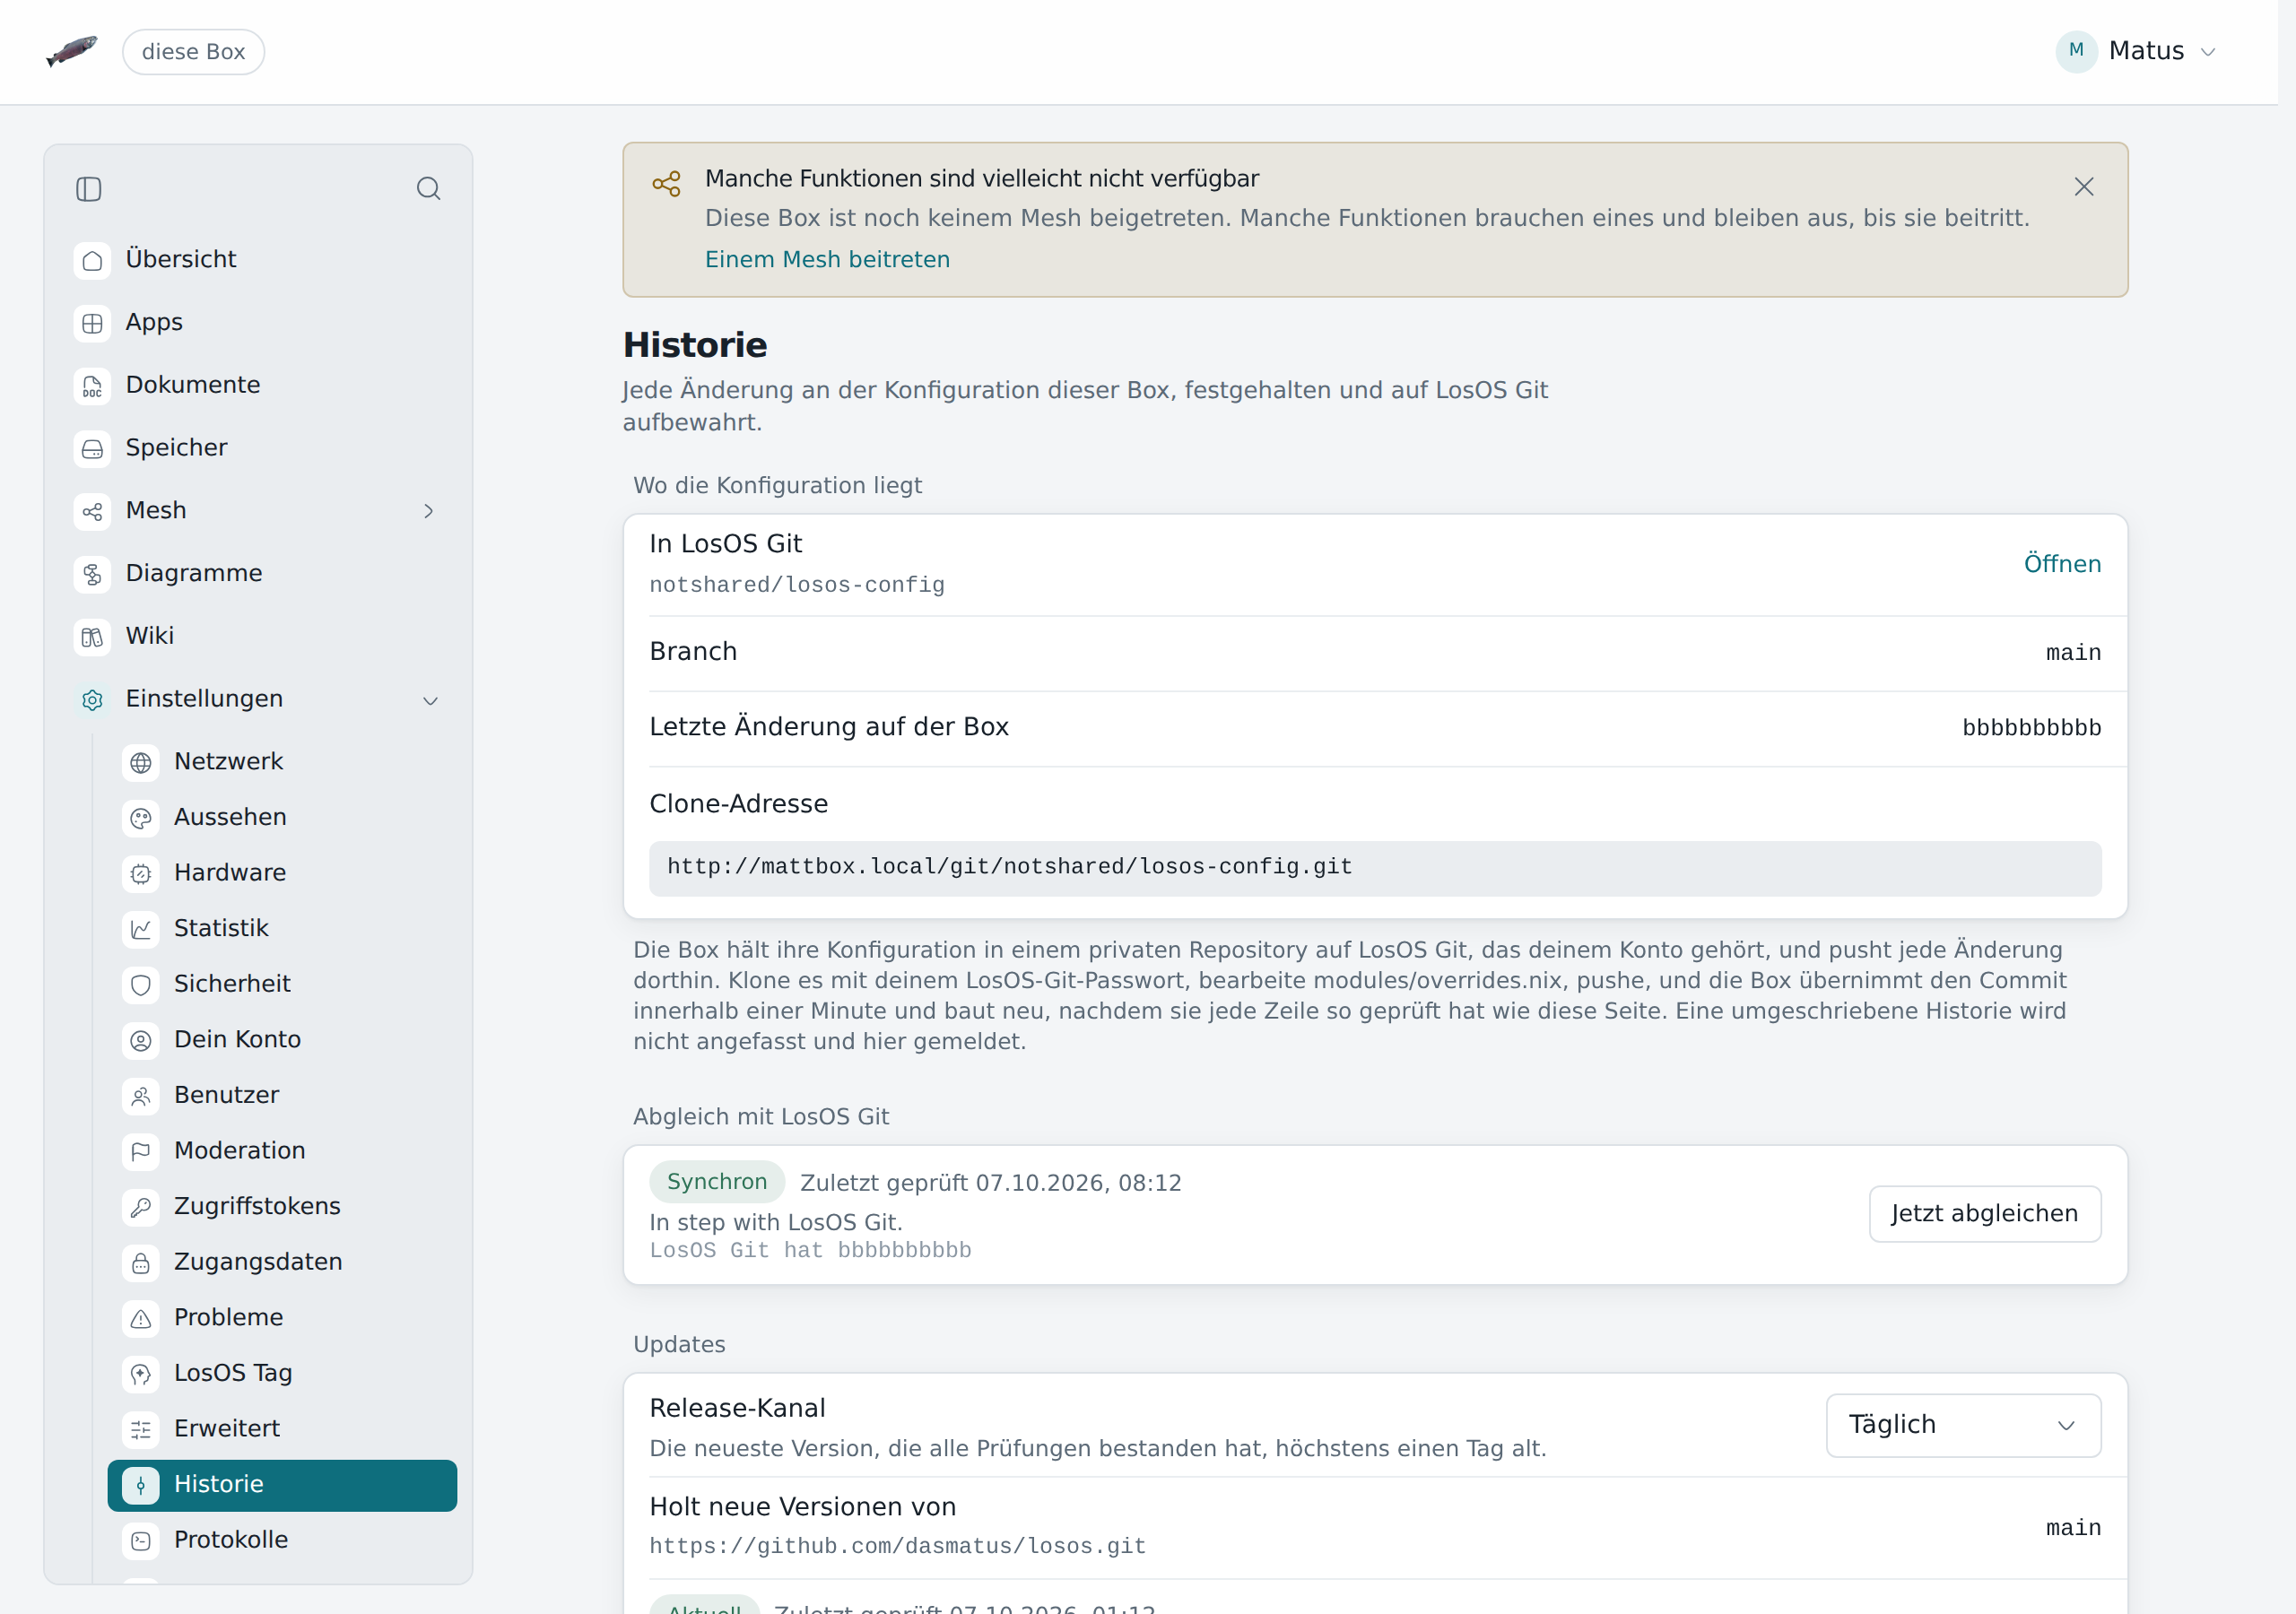 diese Box
M Matus
Übersicht
Apps
Dokumente
Speicher
Mesh
Diagramme
Wiki
Einstellungen
Netzwerk
Aussehen
Hardware
Statistik
Sicherheit
Dein Konto
Benutzer
Moderation
Zugriffstokens
Zugangsdaten
Probleme
LosOS Tag
Erweitert
Historie
Protokolle
Manche Funktionen sind vielleicht nicht verfügbar
Diese Box ist noch keinem Mesh beigetreten. Manche Funktionen brauchen eines und bleiben aus, bis sie beitritt.
Einem Mesh beitreten
Historie
Jede Änderung an der Konfiguration dieser Box, festgehalten und auf LosOS Git
aufbewahrt.
Wo die Konfiguration liegt
In LosOS Git
notshared/losos-config
Öffnen
Branch
main
Letzte Änderung auf der Box
bbbbbbbbbb
Clone-Adresse
http://mattbox.local/git/notshared/losos-config.git
Die Box hält ihre Konfiguration in einem privaten Repository auf LosOS Git, das deinem Konto gehört, und pusht jede Änderung
dorthin. Klone es mit deinem LosOS-Git-Passwort, bearbeite modules/overrides.nix, pushe, und die Box übernimmt den Commit
innerhalb einer Minute und baut neu, nachdem sie jede Zeile so geprüft hat wie diese Seite. Eine umgeschriebene Historie wird
nicht angefasst und hier gemeldet.
Abgleich mit LosOS Git
Synchron Zuletzt geprüft 07.10.2026, 08:12
In step with LosOS Git.
LosOS Git hat bbbbbbbbbb
Jetzt abgleichen
Updates
Release-Kanal
Die neueste Version, die alle Prüfungen bestanden hat, höchstens einen Tag alt.
Täglich
Holt neue Versionen von
https://github.com/dasmatus/losos.git
main
Aktuell Zuletzt geprüft 07.10.2026, 01:12